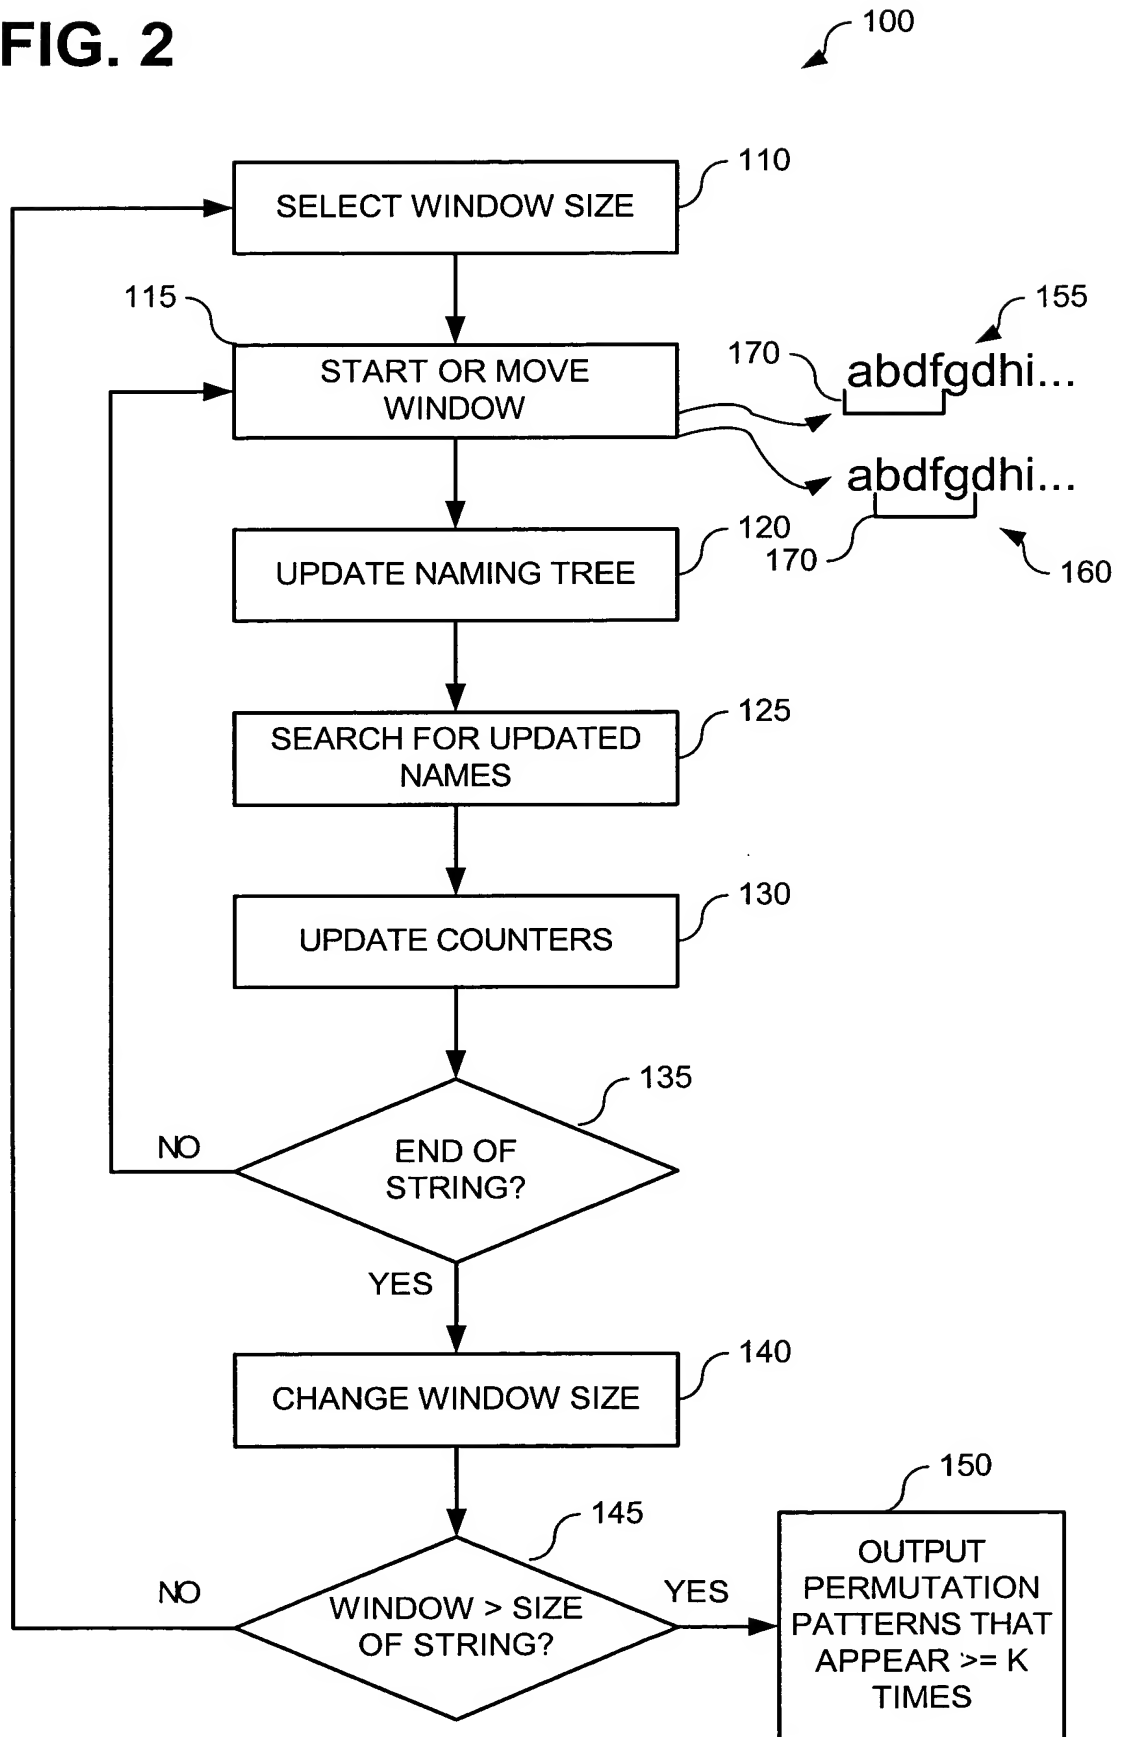 FIG. 2
100
110
SELECT WINDOW SIZE
115
START OR MOVE
WINDOW
155
170
abdfgdhi...
abdfgdhi...
170
160
120
UPDATE NAMING TREE
125
SEARCH FOR UPDATED
NAMES
130
UPDATE COUNTERS
135
END OF
STRING?
NO
YES
140
CHANGE WINDOW SIZE
145
WINDOW > SIZE
OF STRING?
NO
YES
150
OUTPUT
PERMUTATION
PATTERNS THAT
APPEAR >= K
TIMES